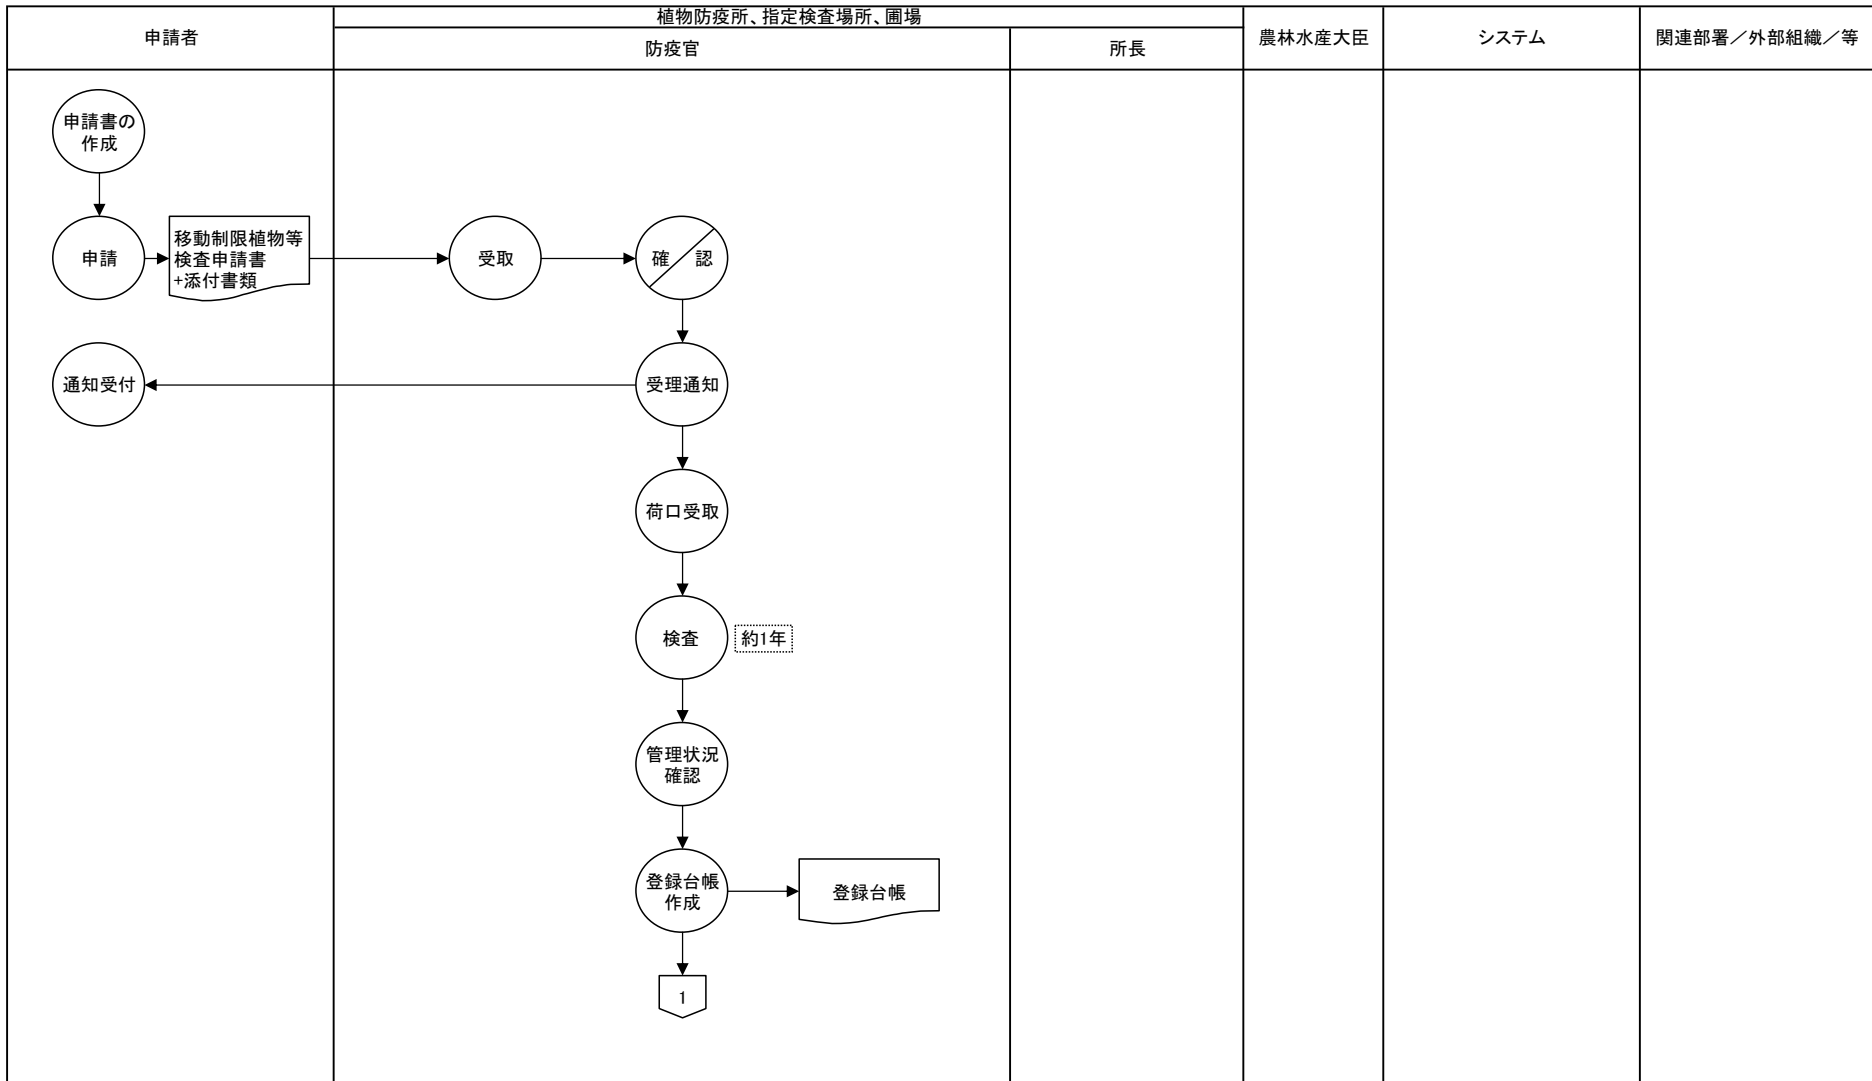 申請者
植物防疫所、指定検査場所、圃場
防疫官
所長
農林水産大臣
システム
関連部署／外部組織／等
申請書の
作成
申請
移動制限植物等
検査申請書
+添付書類
受取
確 認
通知受付
受理通知
荷口受取
検査
約1年
管理状況
確認
登録台帳
作成
登録台帳
1